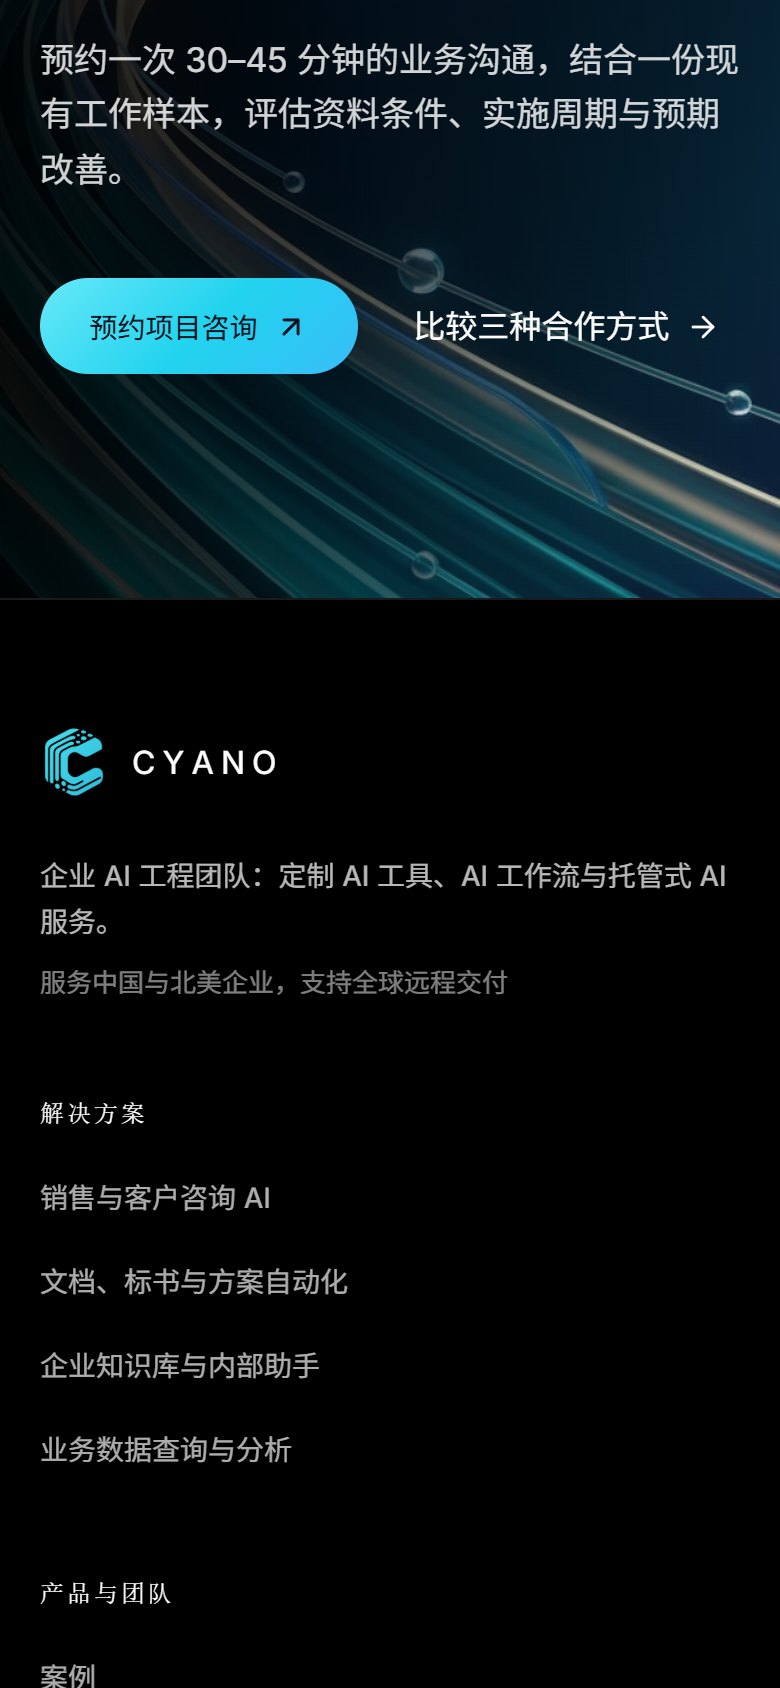 预约一次 30–45 分钟的业务沟通，结合一份现
有工作样本，评估资料条件、实施周期与预期
改善。
预约项目咨询
比较三种合作方式
CYANO
企业 AI 工程团队：定制 AI 工具、AI 工作流与托管式 AI
服务。
服务中国与北美企业，支持全球远程交付
解决方案
销售与客户咨询 AI
文档、标书与方案自动化
企业知识库与内部助手
业务数据查询与分析
产品与团队
案例